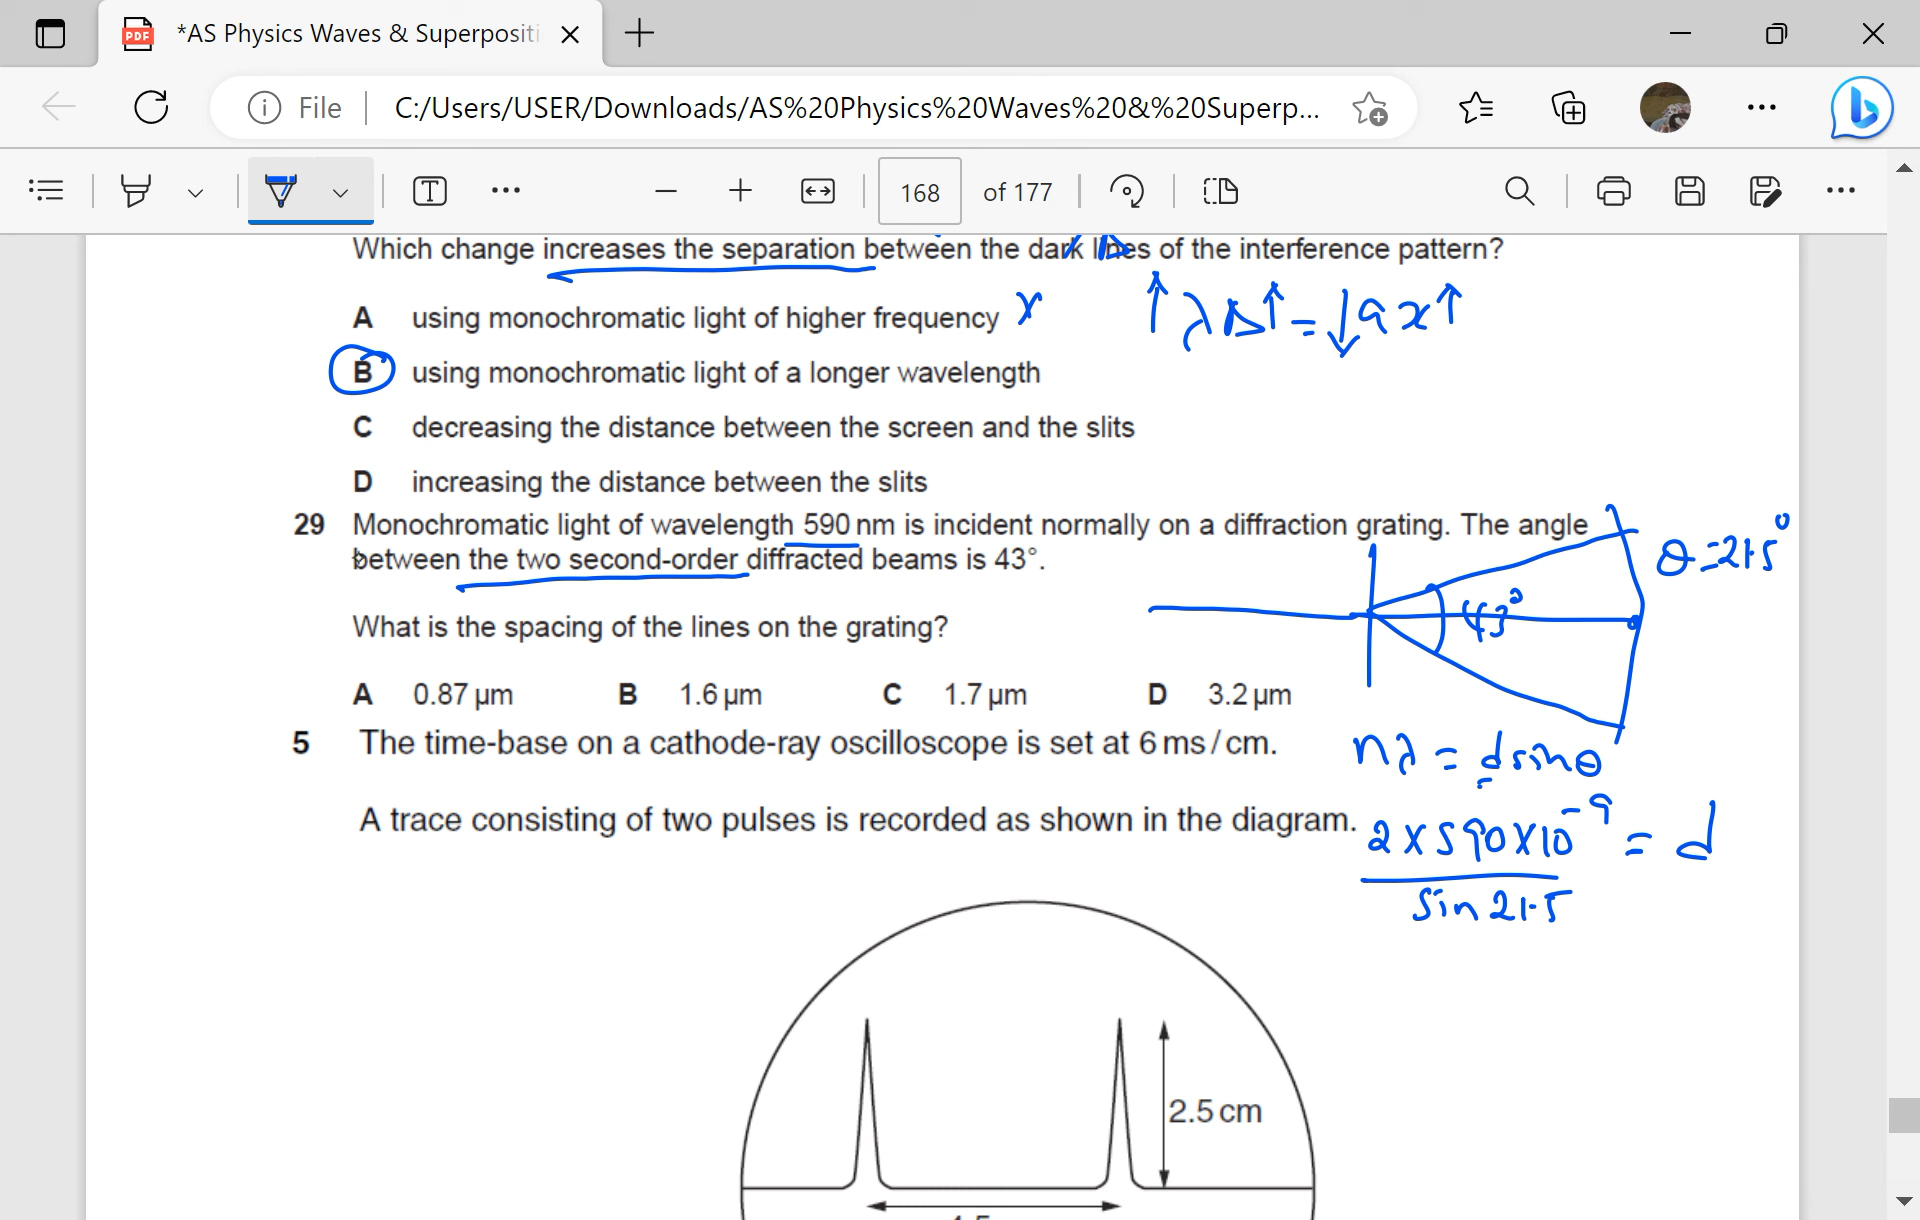 *AS Physics Waves & Superpositi
File C:/Users/USER/Downloads/AS%20Physics%20Waves%20&%20Superp...
168 of 177
Which change increases the separation between the dark lines of the interference pattern?
A using monochromatic light of higher frequency x
↑λD↑ = ↓a x↑
B using monochromatic light of a longer wavelength
C decreasing the distance between the screen and the slits
D increasing the distance between the slits
29 Monochromatic light of wavelength 590 nm is incident normally on a diffraction grating. The angle
between the two second-order diffracted beams is 43°.
θ = 21.5°
43°
What is the spacing of the lines on the grating?
A 0.87 µm B 1.6 µm C 1.7 µm D 3.2 µm
5 The time-base on a cathode-ray oscilloscope is set at 6 ms / cm.
nλ = d sinθ
A trace consisting of two pulses is recorded as shown in the diagram.
2 x 590 x 10⁻⁹ = d
sin 21.5
2.5 cm